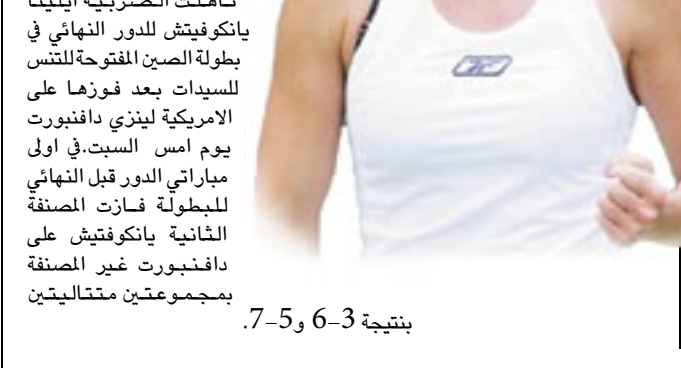 تأهلت الصربية ايلينا
يانكوفيتش للدور النهائي في
بطولة الصين المفتوحة للتنس
للسيدات بعد فوزها على
الامريكية لينزي دافنبورت
يوم امس السبت.في اولى
مباراتي الدور قبل النهائي
للبطولة فازت المصنفة
الثانية يانكوفتيش على
دافنبورت غير المصنفة
بمجموعتين متتاليتين
بنتيجة 3-6 و5-7.